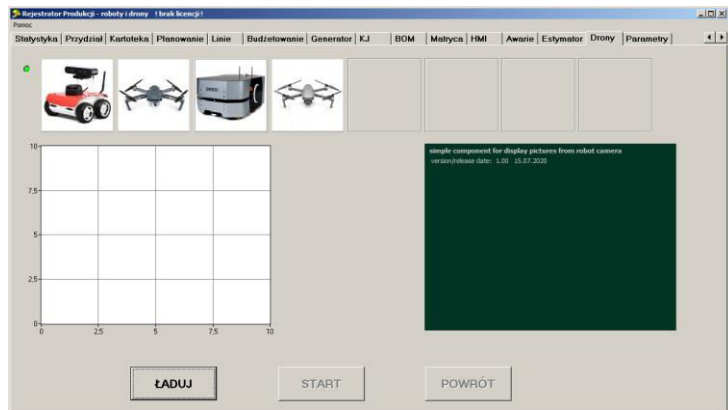 Rejestrator Produkcji - roboty i drony ! brak licencji !
Pomoc
Statystyka Przydział Kartoteka Planowanie Linie Budżetowanie Generator KJ BOM Matryca HMI Awarie Estymator Drony Parametry
simple component for display pictures from robot camera
version/release date: 1.00 15.07.2020
10
7.5
5
2.5
0
0 2.5 5 7.5 10
ŁADUJ START POWRÓT